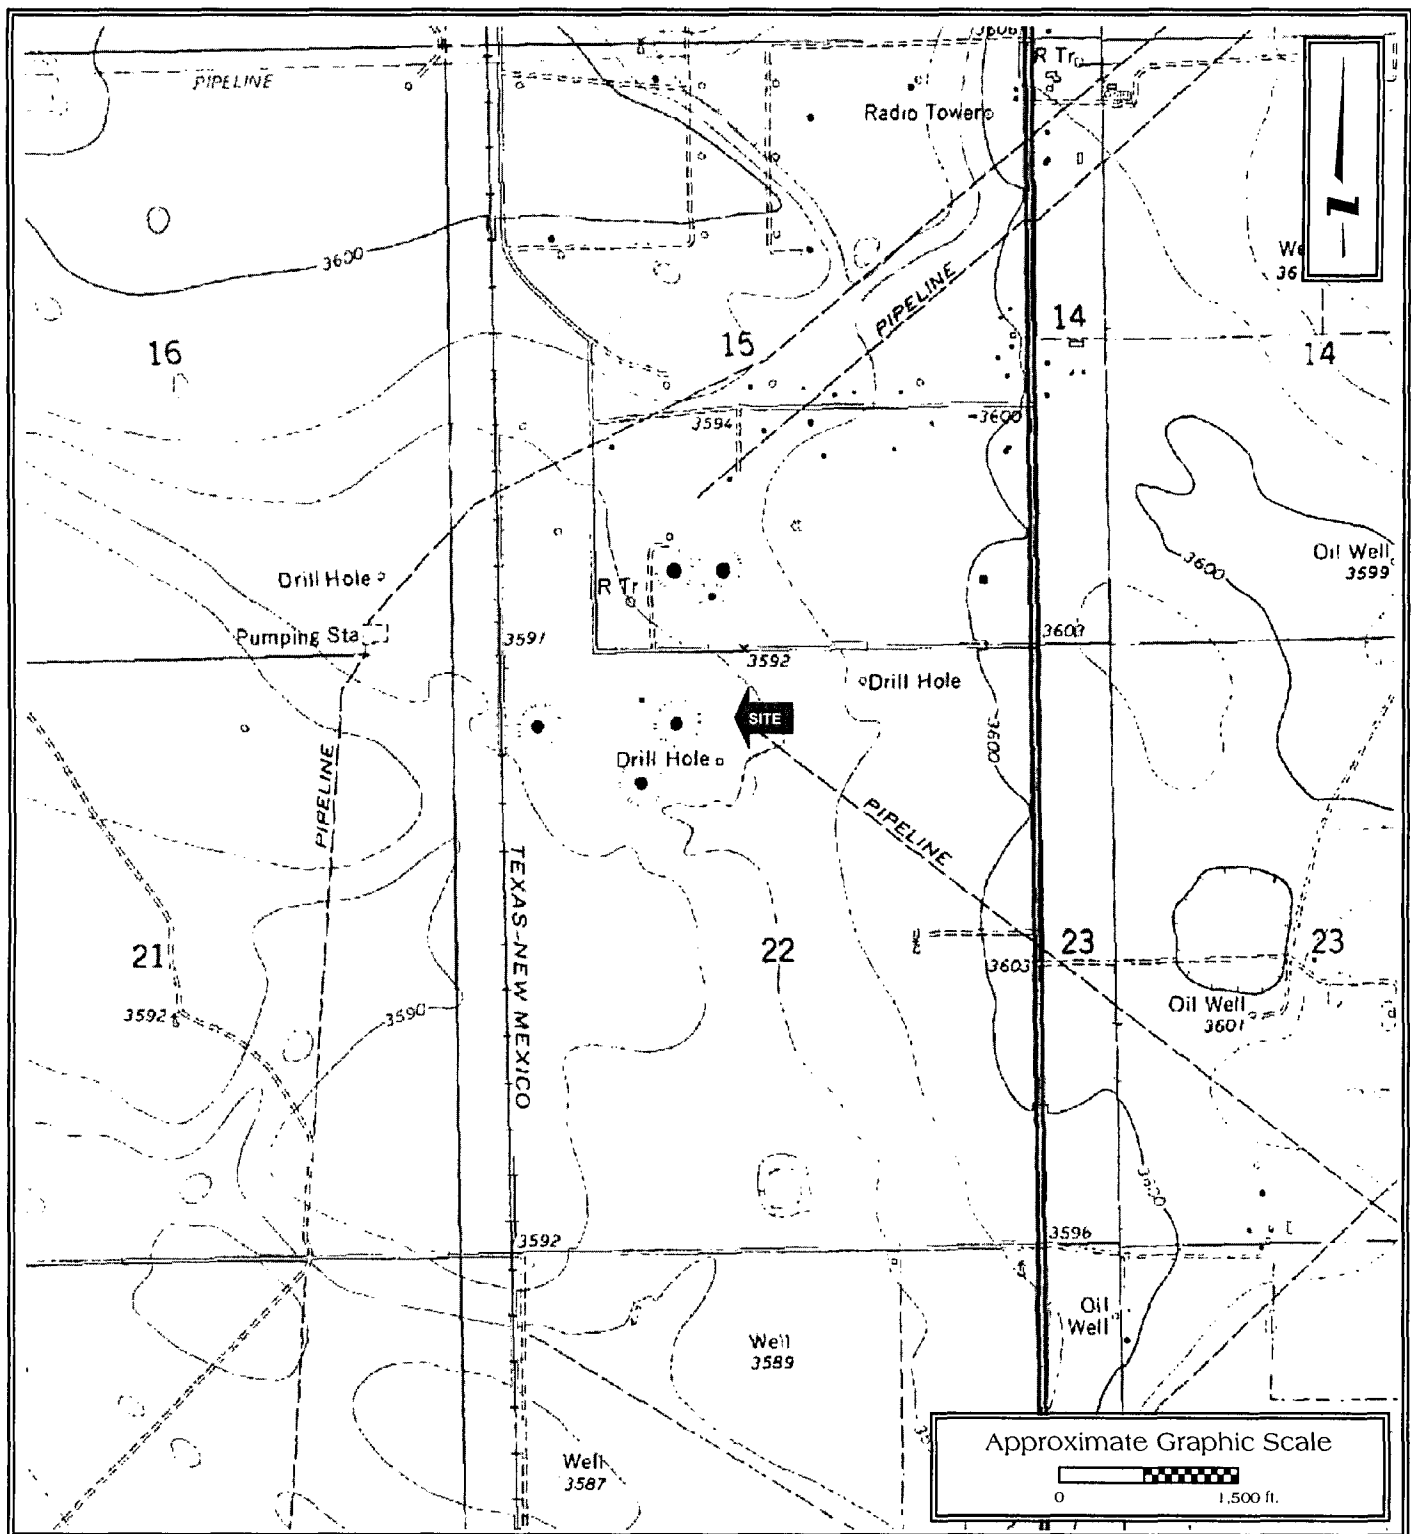 3606
R Tr
PIPELINE
Radio Tower
3600
PIPELINE
14
16
15
14
3594
3600
3600
Oil Well
3599
Drill Hole
R Tr
Pumping Sta
3591
3603
3592
Drill Hole
SITE
3600
Drill Hole
PIPELINE
PIPELINE
TEXAS-NEW MEXICO
21
22
23
23
3603
3592
3590
Oil Well
3601
3592
3596
Oil
Well
Well
3589
Well
3587
Approximate Graphic Scale
0
1,500 ft.